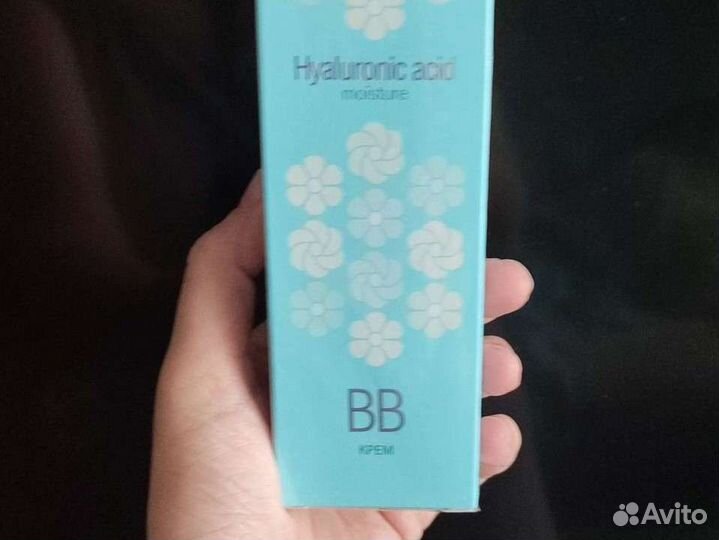 Hyaluronic acid
moisture
BB
крем
Avito